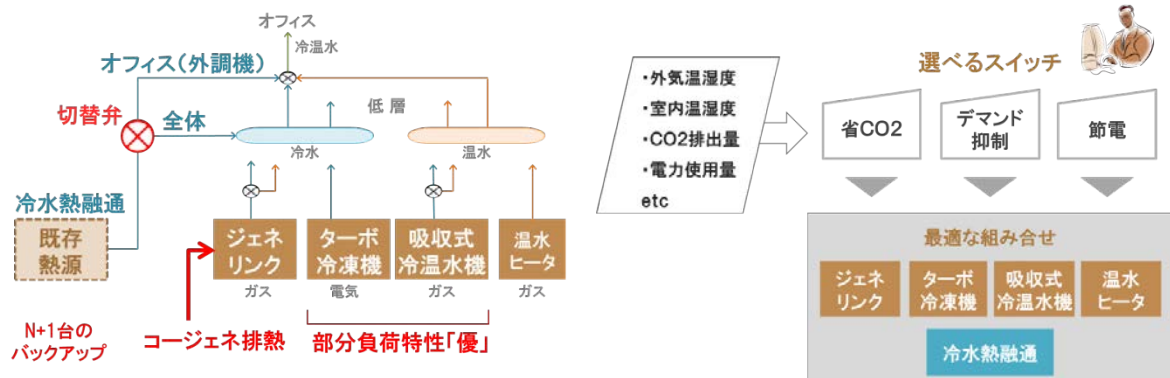 オフィス
冷温水
オフィス(外調機)
切替弁
全体
低 層
冷水
温水
冷水熱融通
既存
熱源
ジェネ
リンク
ターボ
冷凍機
吸収式
冷温水機
温水
ヒータ
ガス
電気
ガス
ガス
N+1台の
バックアップ
コージェネ排熱
部分負荷特性「優」
・外気温湿度
・室内温湿度
・CO2排出量
・電力使用量
etc
選べるスイッチ
省CO2
デマンド
抑制
節電
最適な組み合せ
ジェネ
リンク
ターボ
冷凍機
吸収式
冷温水機
温水
ヒータ
冷水熱融通